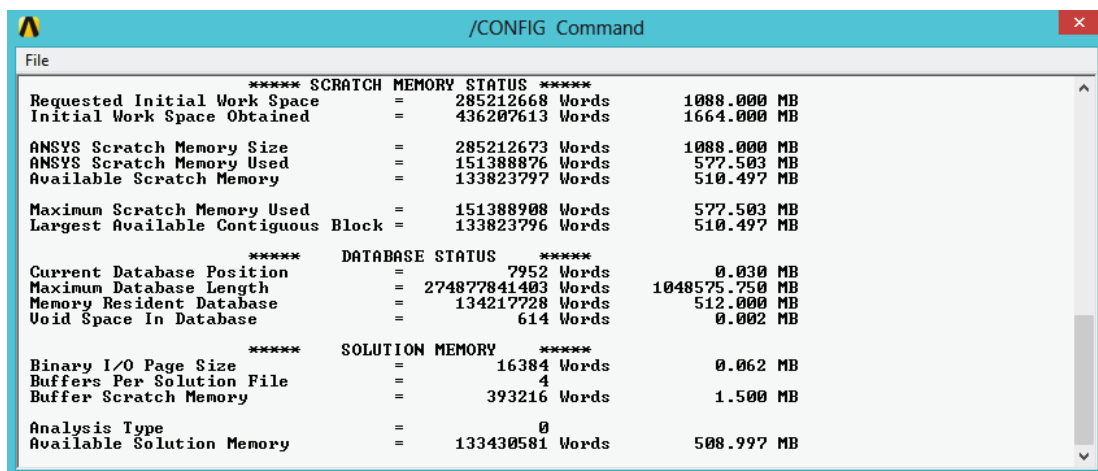 /CONFIG Command
File
***** SCRATCH MEMORY STATUS *****
Requested Initial Work Space = 285212668 Words 1088.000 MB
Initial Work Space Obtained = 436207613 Words 1664.000 MB
ANSYS Scratch Memory Size = 285212673 Words 1088.000 MB
ANSYS Scratch Memory Used = 151388876 Words 577.503 MB
Available Scratch Memory = 133823797 Words 510.497 MB
Maximum Scratch Memory Used = 151388908 Words 577.503 MB
Largest Available Contiguous Block = 133823796 Words 510.497 MB
***** DATABASE STATUS *****
Current Database Position = 7952 Words 0.030 MB
Maximum Database Length = 274877841403 Words 1048575.750 MB
Memory Resident Database = 134217728 Words 512.000 MB
Void Space In Database = 614 Words 0.002 MB
***** SOLUTION MEMORY *****
Binary I/O Page Size = 16384 Words 0.062 MB
Buffers Per Solution File = 4
Buffer Scratch Memory = 393216 Words 1.500 MB
Analysis Type = 0
Available Solution Memory = 133430581 Words 508.997 MB